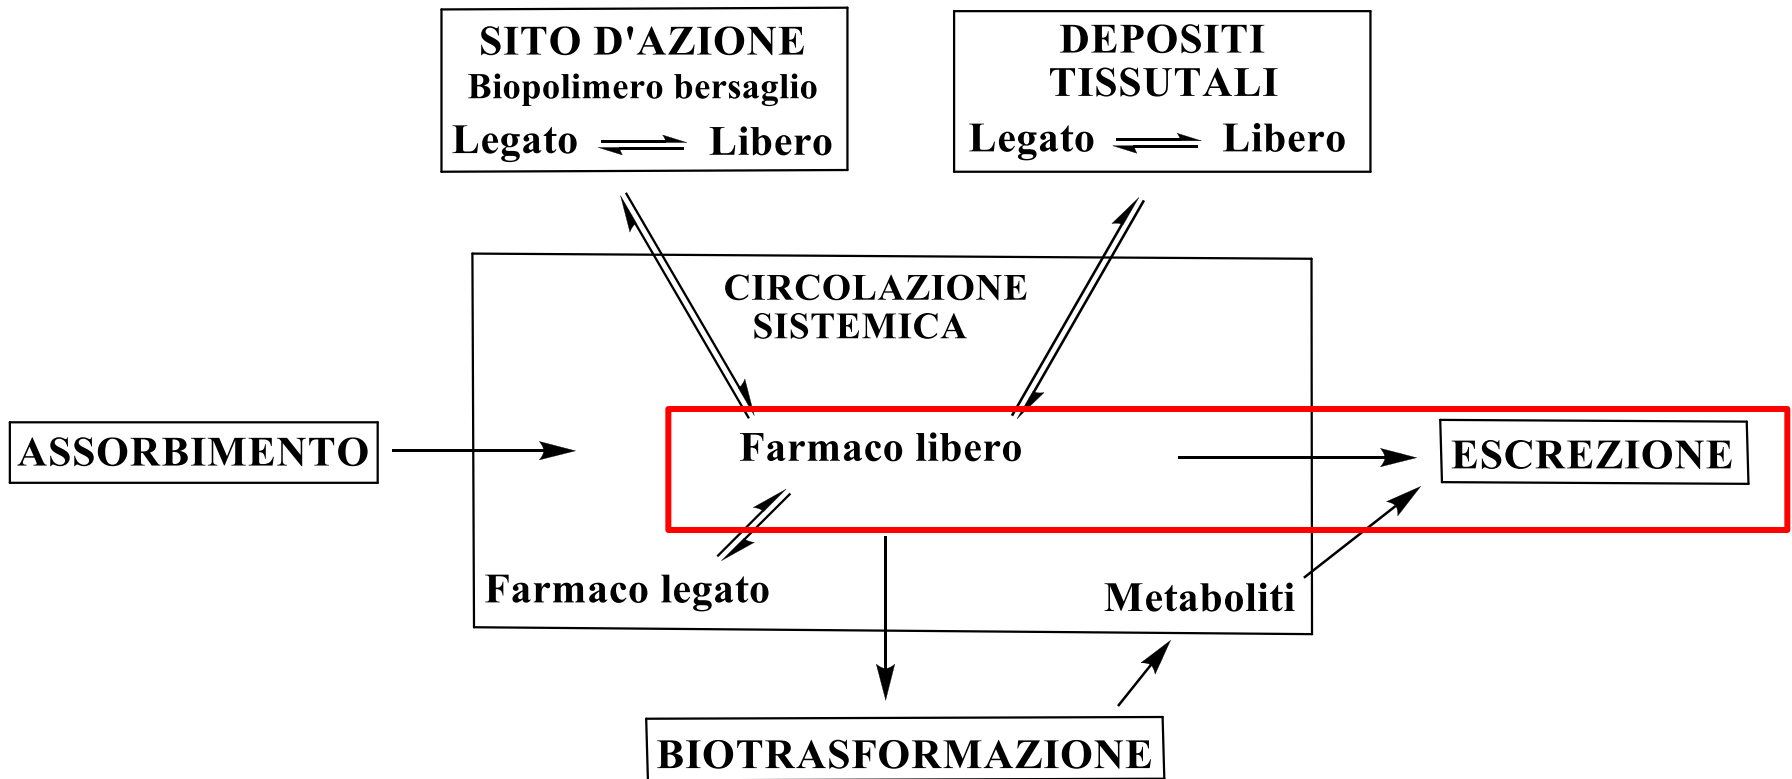 SITO D'AZIONE
Biopolimero bersaglio
Legato Libero
DEPOSITI
TISSUTALI
Legato Libero
CIRCOLAZIONE
SISTEMICA
ASSORBIMENTO
Farmaco libero
ESCREZIONE
Farmaco legato
Metaboliti
BIOTRASFORMAZIONE